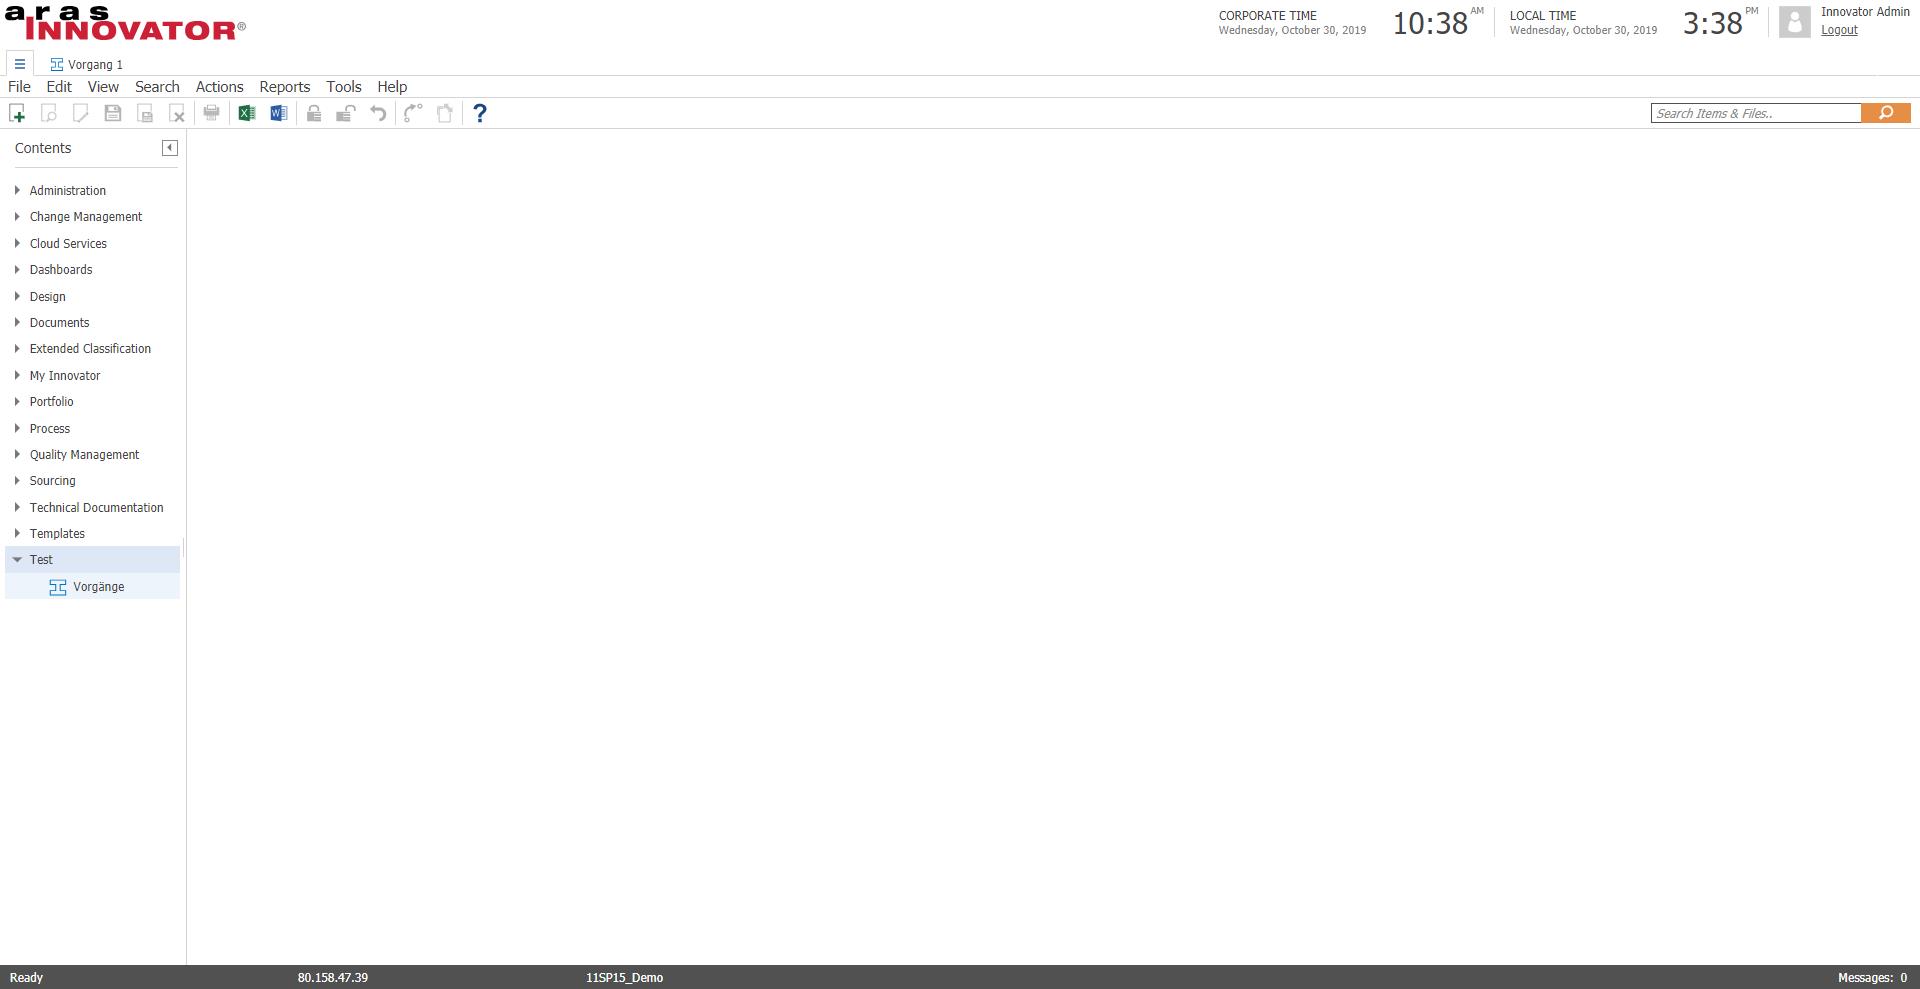 aras
INNOVATOR®
CORPORATE TIME
Wednesday, October 30, 2019
10:38 AM
LOCAL TIME
Wednesday, October 30, 2019
3:38 PM
Innovator Admin
Logout
Vorgang 1
File Edit View Search Actions Reports Tools Help
Search Items & Files..
Contents
Administration
Change Management
Cloud Services
Dashboards
Design
Documents
Extended Classification
My Innovator
Portfolio
Process
Quality Management
Sourcing
Technical Documentation
Templates
Test
Vorgänge
Ready 80.158.47.39 11SP15_Demo Messages: 0